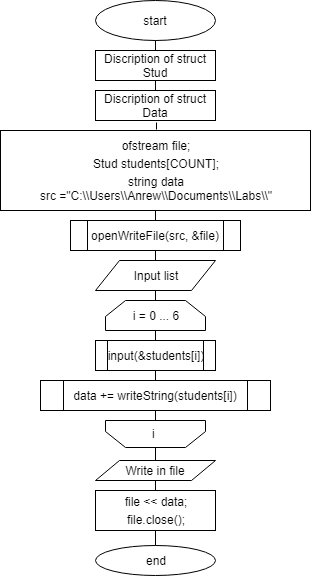 start
Discription of struct
Stud
Discription of struct
Data
ofstream file;
Stud students[COUNT];
string data
src ="C:\\Users\\Anrew\\Documents\\Labs\\"
openWriteFile(src, &file)
Input list
i = 0 ... 6
input(&students[i])
data += writeString(students[i])
i
Write in file
file << data;
file.close();
end